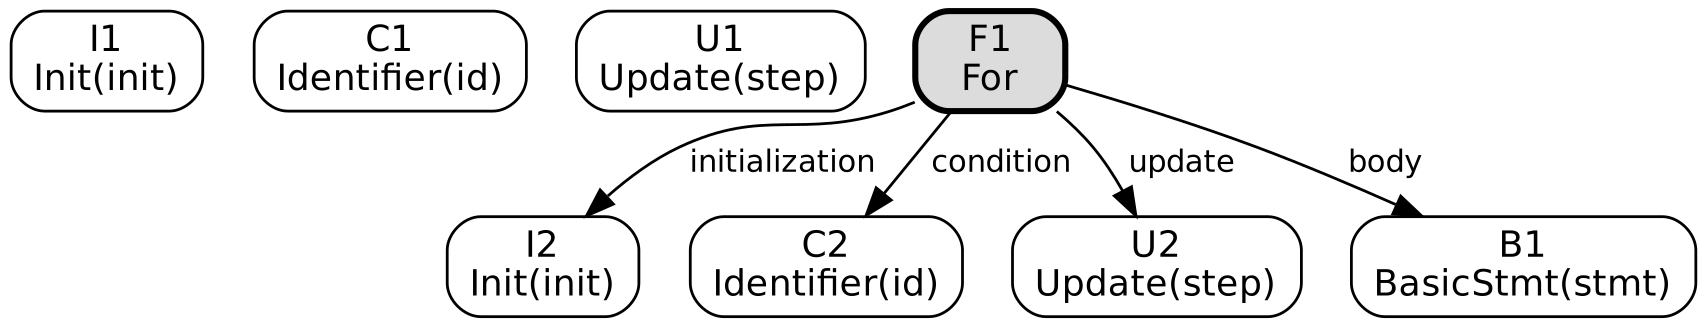 I1
Init(init)
C1
Identifier(id)
U1
Update(step)
F1
For
initialization
condition
update
body
I2
Init(init)
C2
Identifier(id)
U2
Update(step)
B1
BasicStmt(stmt)